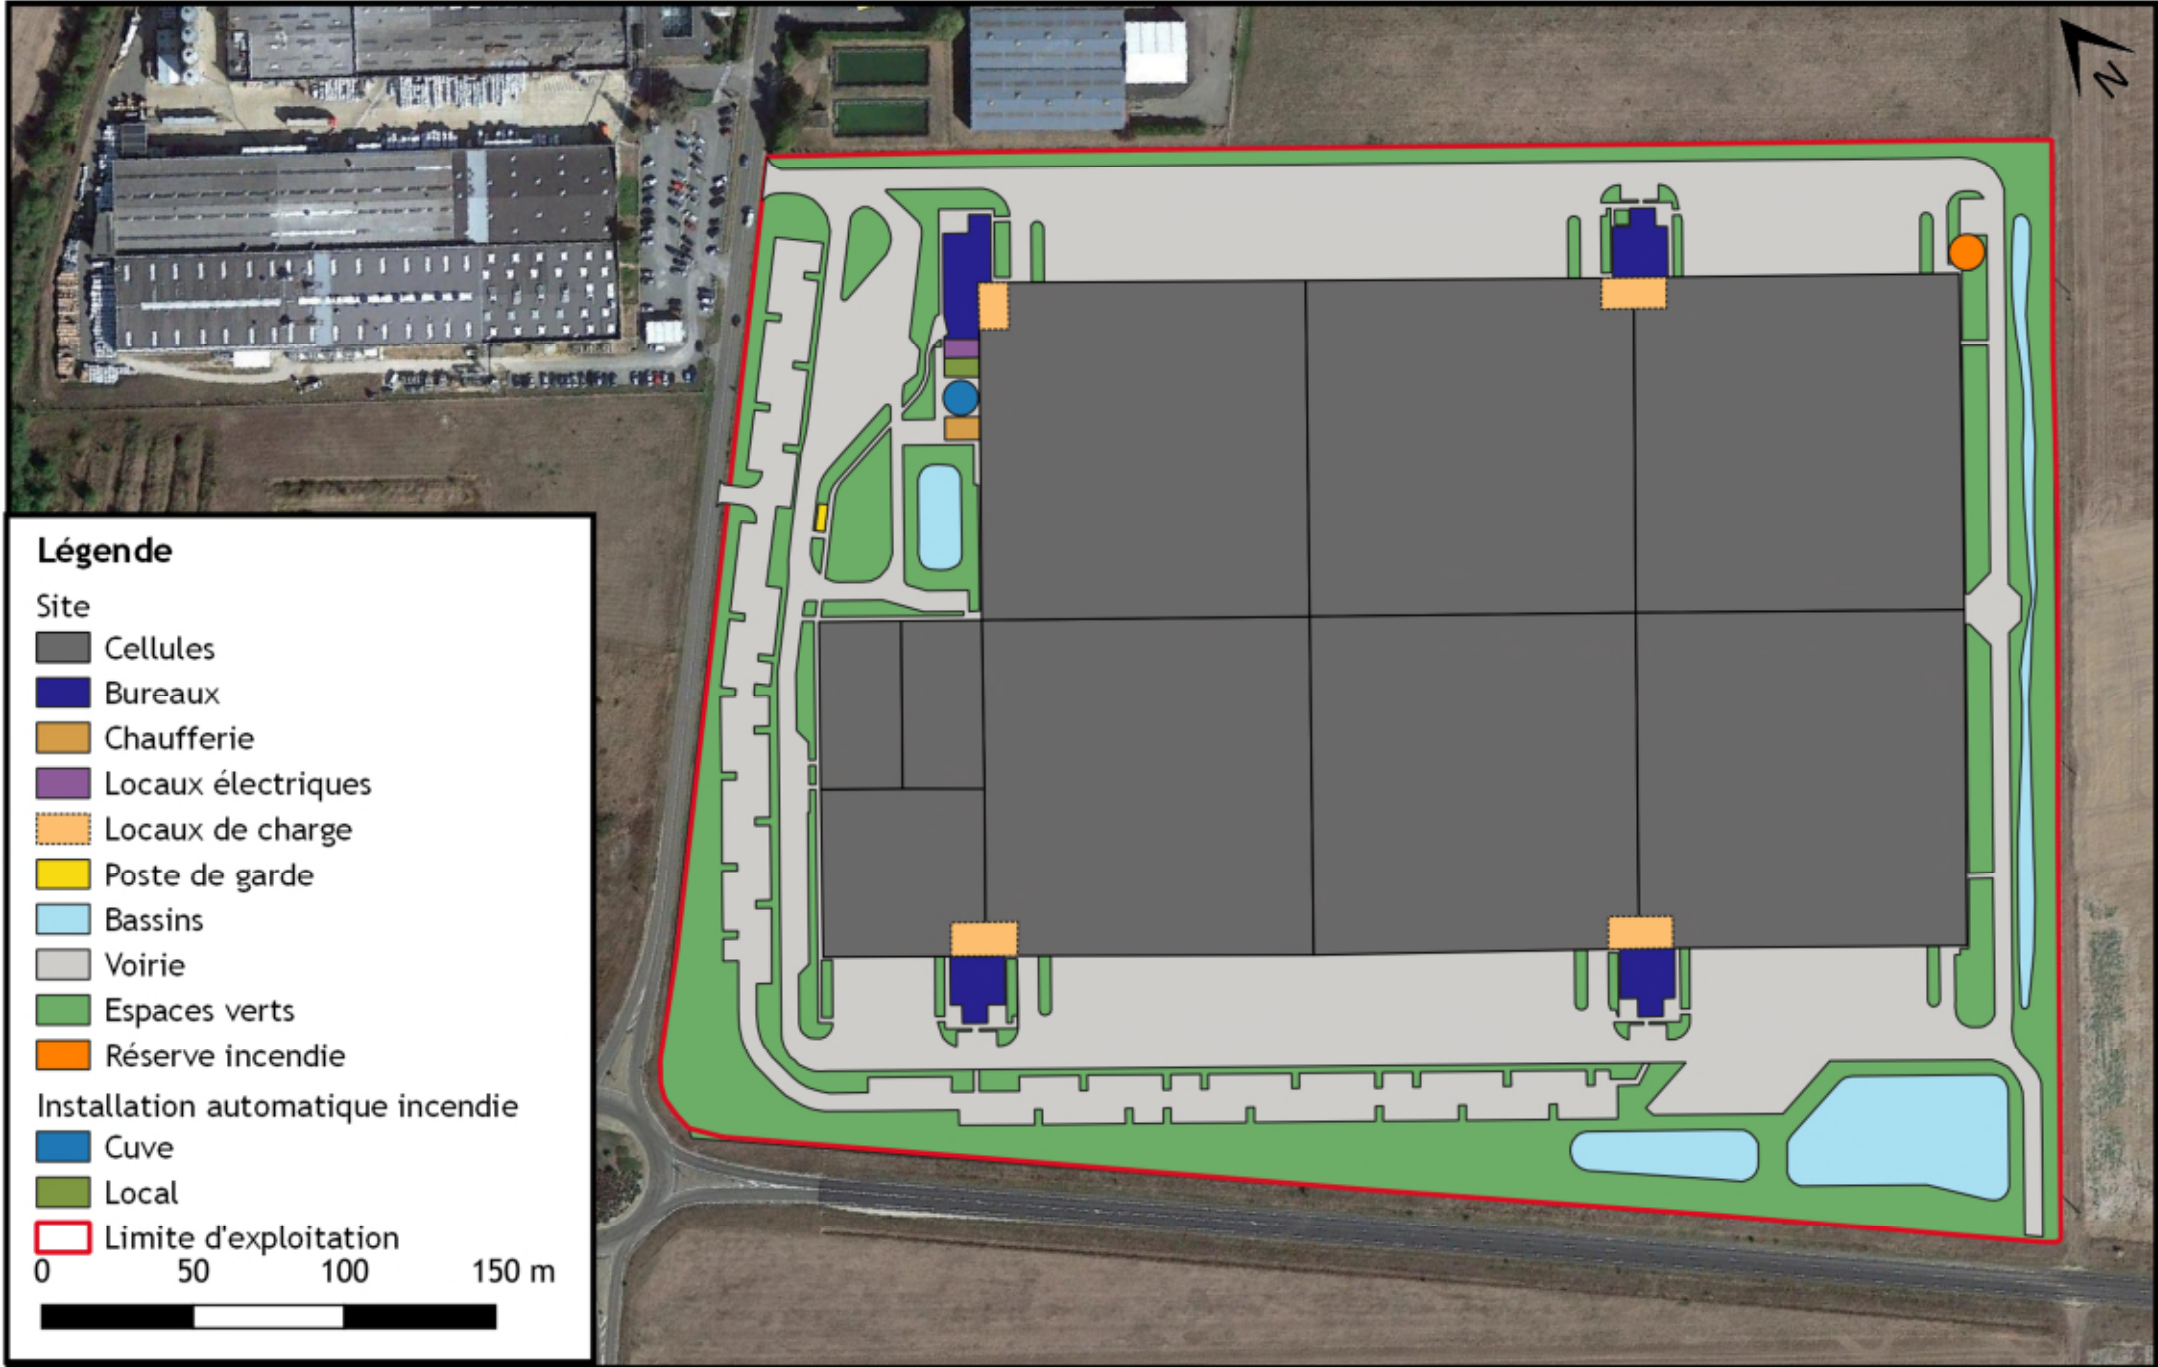 N
Légende
Site
Cellules
Bureaux
Chaufferie
Locaux électriques
Locaux de charge
Poste de garde
Bassins
Voirie
Espaces verts
Réserve incendie
Installation automatique incendie
Cuve
Local
Limite d'exploitation
0 50 100 150 m